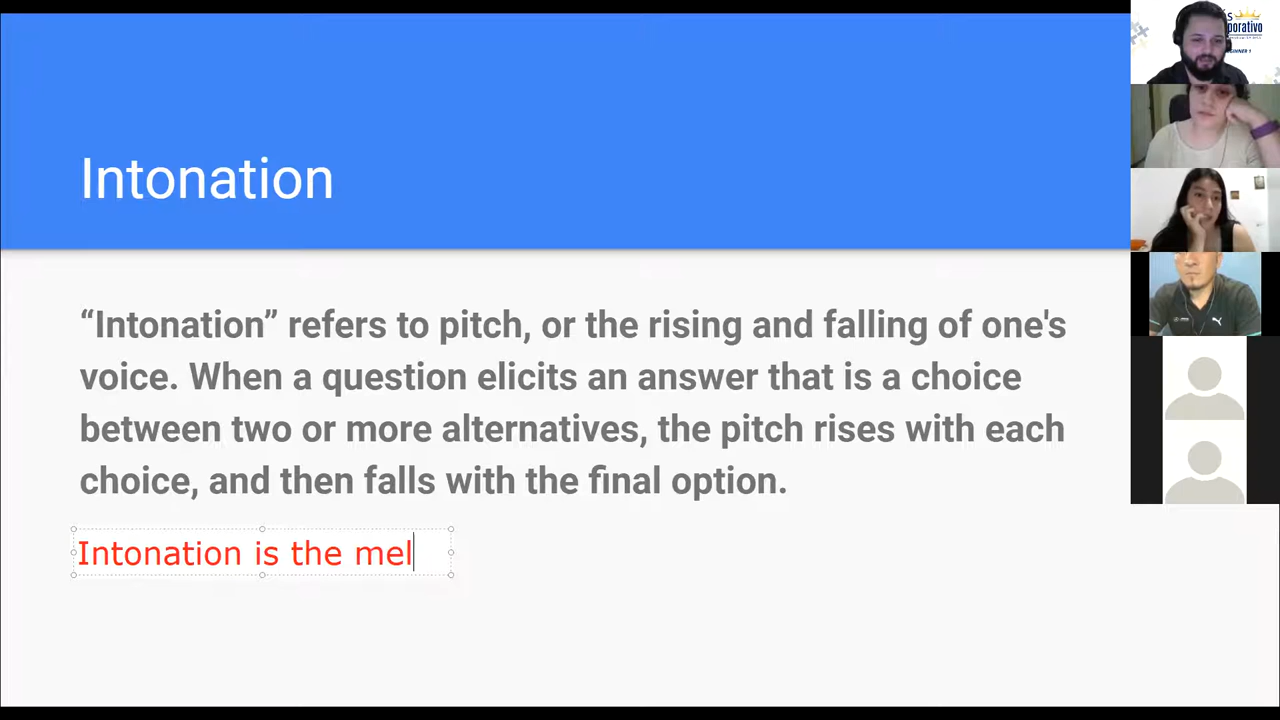 Intonation
“Intonation” refers to pitch, or the rising and falling of one's
voice. When a question elicits an answer that is a choice
between two or more alternatives, the pitch rises with each
choice, and then falls with the final option.
Intonation is the mel